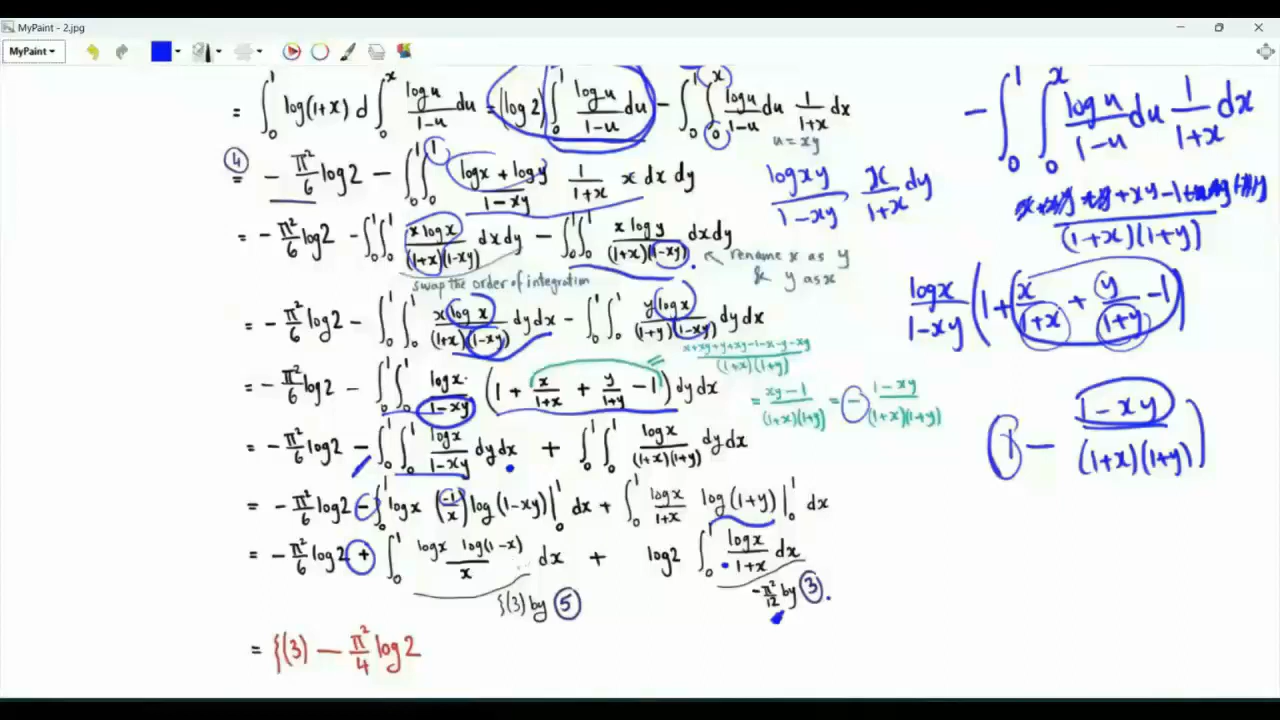 MyPaint - 2.jpg
MyPaint
= ∫₀¹ log(1+x) d ∫₀ˣ log u/(1-u) du = (log 2) ∫₀¹ log u/(1-u) du - ∫₀¹ ∫₀ˣ log u/(1-u) du 1/(1+x) dx
u = xy
④ = - π²/6 log 2 - ∫₀¹ ∫₀¹ (log x + log y)/(1-xy) 1/(1+x) x dx dy
= - π²/6 log 2 - ∫₀¹ ∫₀¹ x log x/((1+x)(1-xy)) dx dy - ∫₀¹ ∫₀¹ x log y/((1+x)(1-xy)) dx dy
rename x as y
& y as x
swap the order of integration
= - π²/6 log 2 - ∫₀¹ ∫₀¹ x log x/((1+x)(1-xy)) dy dx - ∫₀¹ ∫₀¹ y log x/((1+y)(1-xy)) dy dx
= (x+xy+y+xy-1-x-y-xy)/((1+x)(1+y))
= - π²/6 log 2 - ∫₀¹ ∫₀¹ log x/(1-xy) (1 + x/(1+x) + y/(1+y) - 1) dy dx
= (xy-1)/((1+x)(1+y)) = - (1-xy)/((1+x)(1+y))
= - π²/6 log 2 - ∫₀¹ ∫₀¹ log x/(1-xy) dy dx + ∫₀¹ ∫₀¹ log x/((1+x)(1+y)) dy dx
= - π²/6 log 2 - ∫₀¹ log x (-1/x) log(1-xy) |₀¹ dx + ∫₀¹ log x/(1+x) log(1+y) |₀¹ dx
= - π²/6 log 2 + ∫₀¹ log x log(1-x)/x dx + log 2 ∫₀¹ log x/(1+x) dx
ζ(3) by ⑤
- π²/12 by ③.
= ζ(3) - π²/4 log 2
- ∫₀¹ ∫₀ˣ log u/(1-u) du 1/(1+x) dx
log xy/(1-xy) x/(1+x) dy
(1+x)(1+y)
log x/(1-xy) (1 + x/(1+x) + y/(1+y) - 1)
1 - (1-xy)/((1+x)(1+y)))